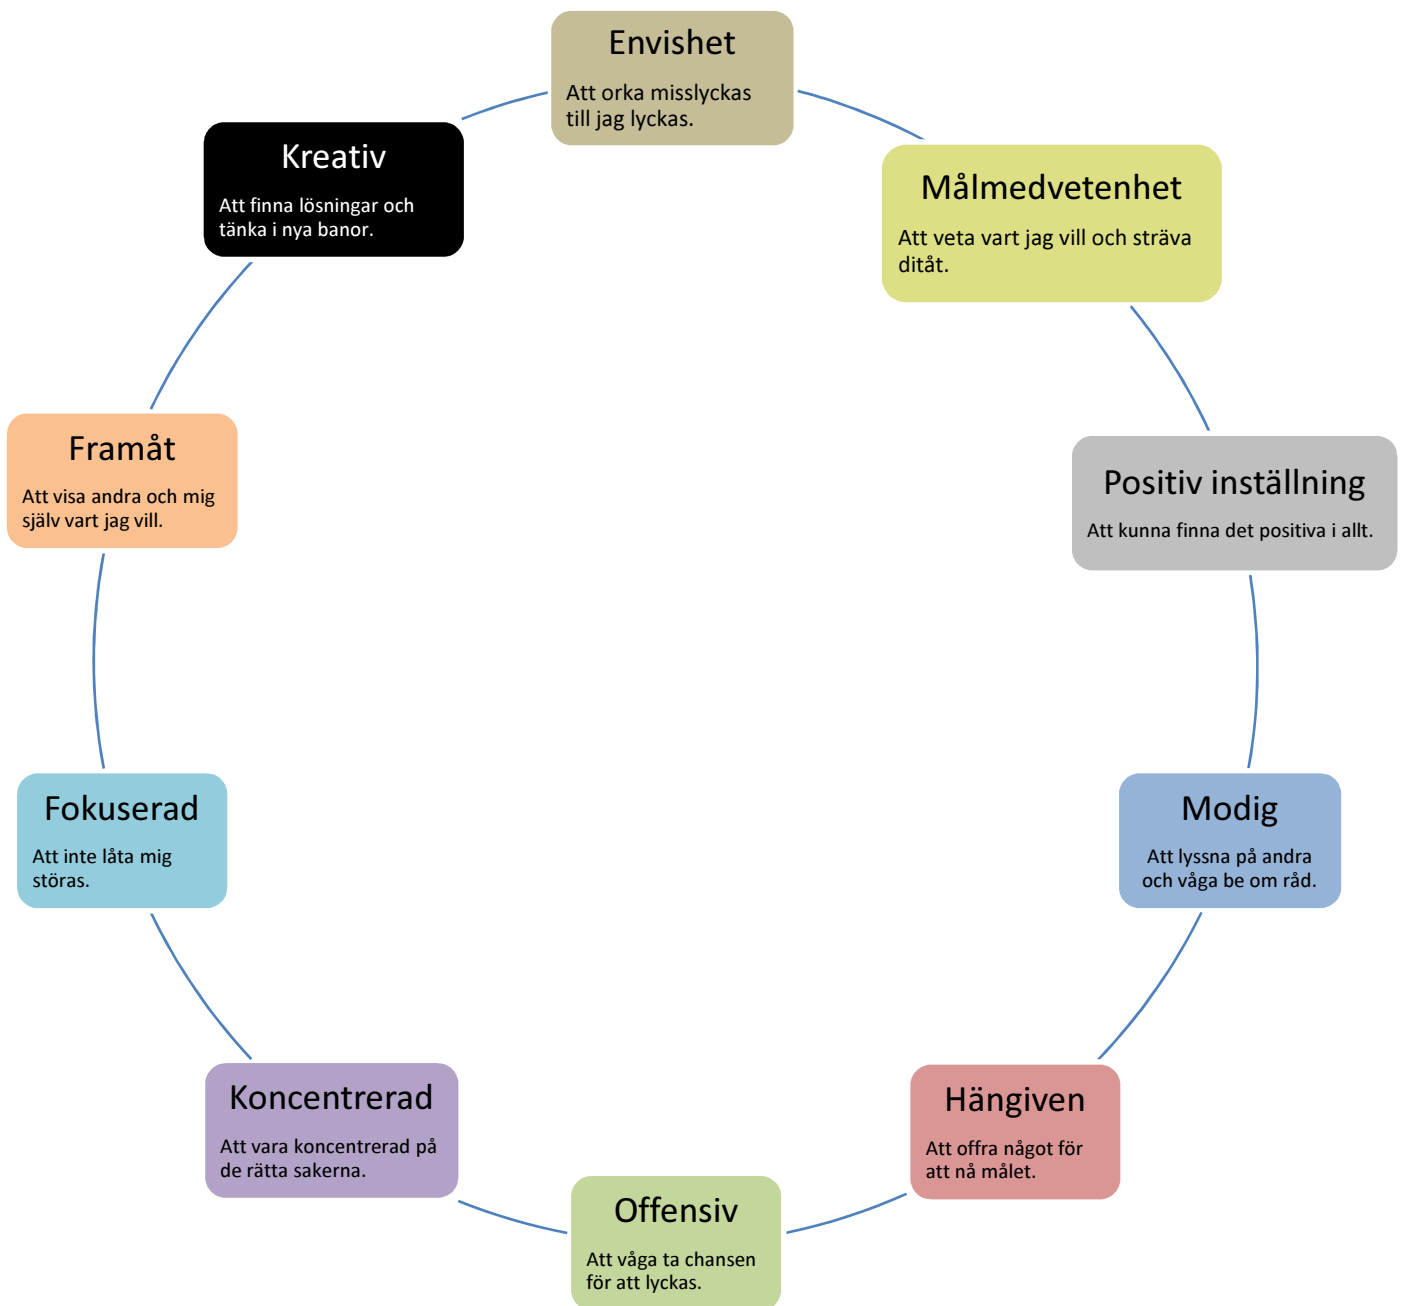 Envishet
Att orka misslyckas
till jag lyckas.
Målmedvetenhet
Att veta vart jag vill och sträva
ditåt.
Positiv inställning
Att kunna finna det positiva i allt.
Modig
Att lyssna på andra
och våga be om råd.
Hängiven
Att offra något för
att nå målet.
Offensiv
Att våga ta chansen
för att lyckas.
Koncentrerad
Att vara koncentrerad på
de rätta sakerna.
Fokuserad
Att inte låta mig
störas.
Framåt
Att visa andra och mig
själv vart jag vill.
Kreativ
Att finna lösningar och
tänka i nya banor.